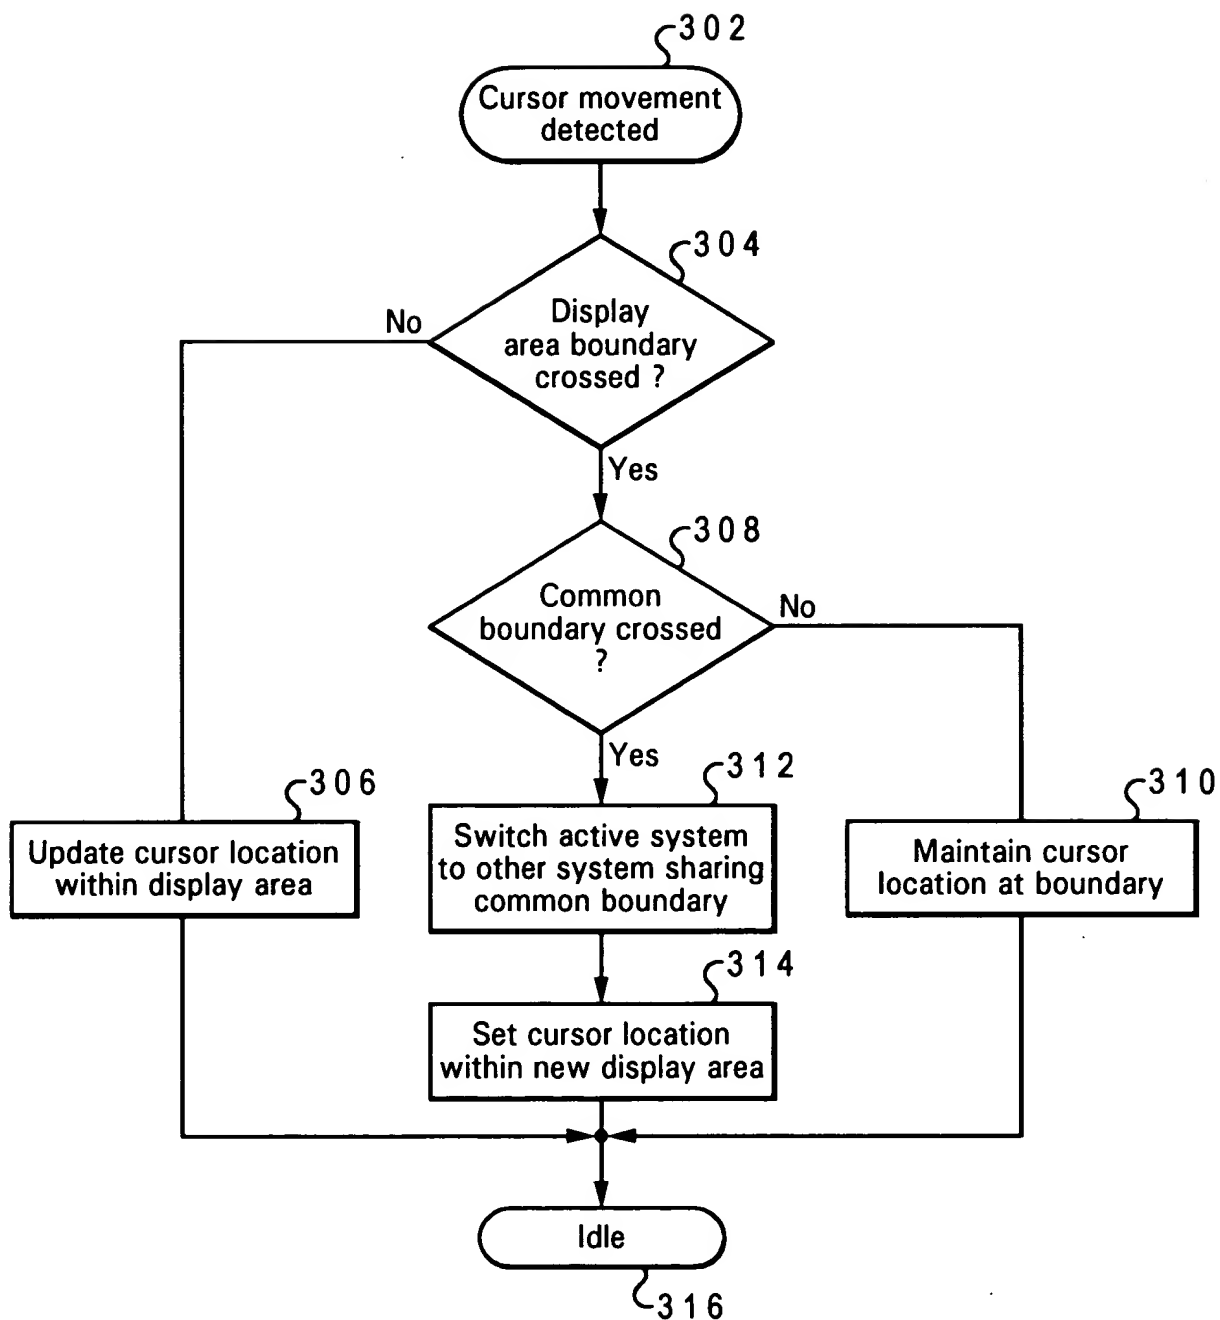 302
Cursor movement
detected
304
Display
area boundary
crossed ?
No
Yes
308
Common
boundary crossed
?
No
Yes
306
Update cursor location
within display area
312
Switch active system
to other system sharing
common boundary
310
Maintain cursor
location at boundary
314
Set cursor location
within new display area
Idle
316